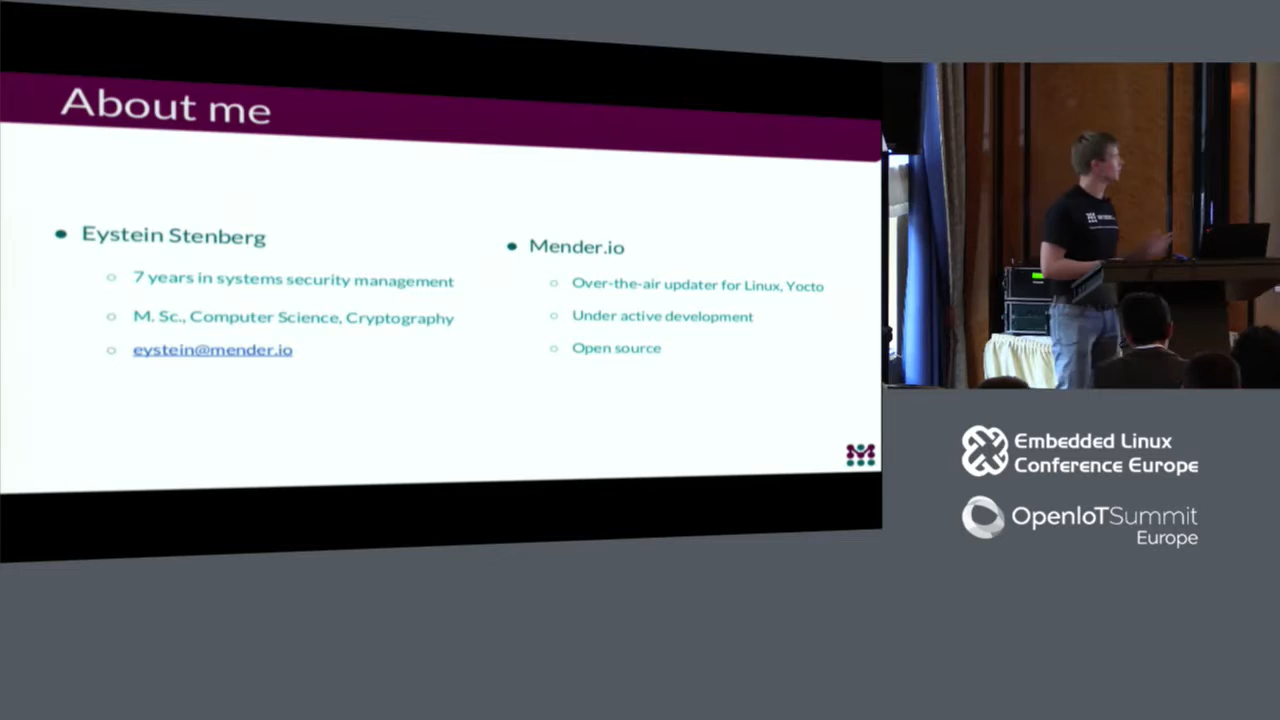 About me
Eystein Stenberg
7 years in systems security management
M. Sc., Computer Science, Cryptography
eystein@mender.io
Mender.io
Over-the-air updater for Linux, Yocto
Under active development
Open source
Embedded Linux
Conference Europe
OpenIoTSummit
Europe